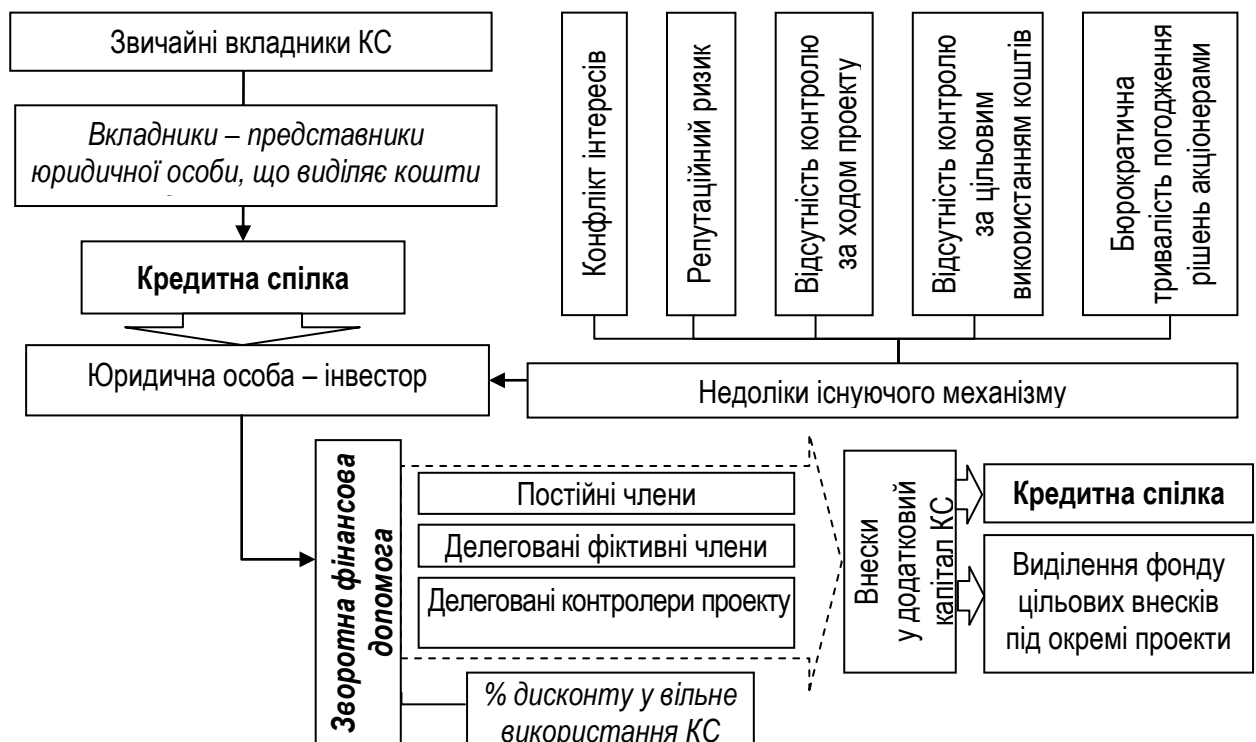 Звичайні вкладники КС
Вкладники – представники
юридичної особи, що виділяє кошти
Кредитна спілка
Юридична особа – інвестор
Конфлікт інтересів
Репутаційний ризик
Відсутність контролю
за ходом проекту
Відсутність контролю
за цільовим
використанням коштів
Бюрократична
тривалість погодження
рішень акціонерами
Недоліки існуючого механізму
Зворотна фінансова
допомога
Постійні члени
Делеговані фіктивні члени
Делеговані контролери проекту
% дисконту у вільне
використання КС
Внески
у додатковий
капітал КС
Кредитна спілка
Виділення фонду
цільових внесків
під окремі проекти